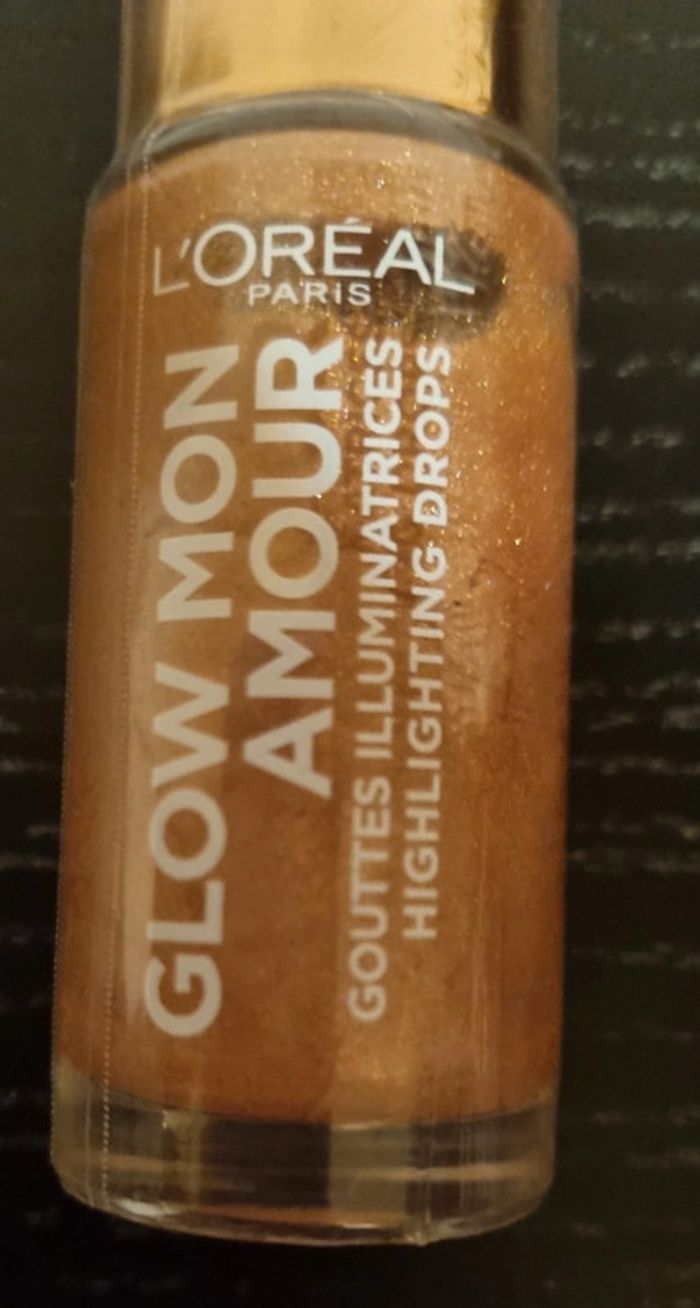 L'ORÉAL
PARIS
GLOW MON
AMOUR
GOUTTES ILLUMINATRICES
HIGHLIGHTING DROPS